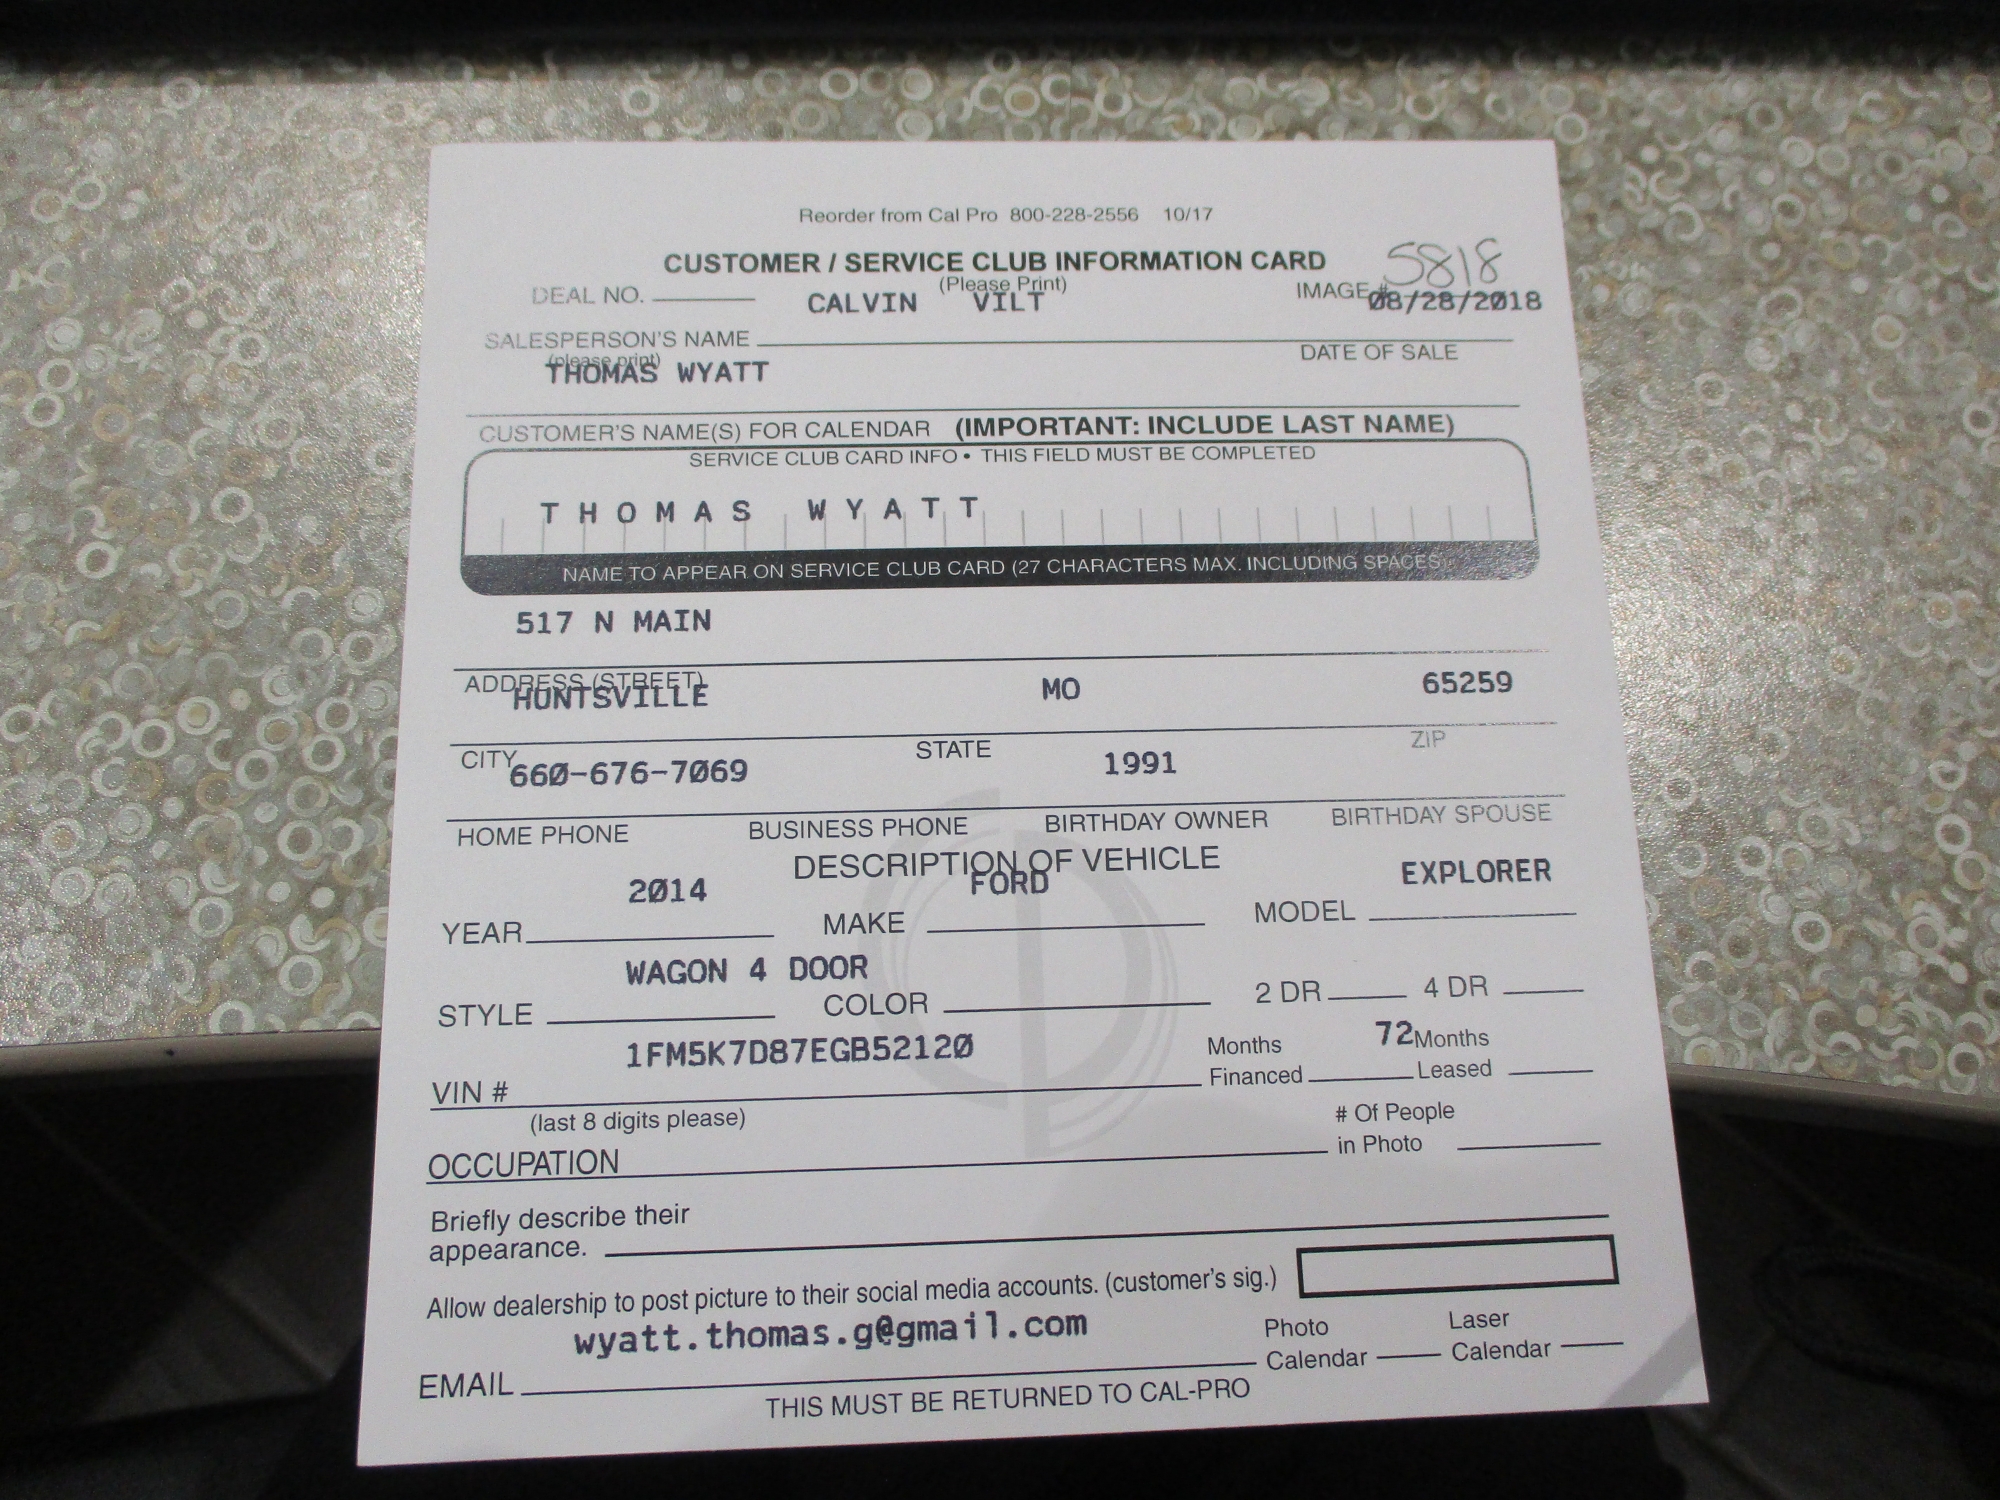 Reorder from Cal Pro 800-228-2556 10/17
CUSTOMER / SERVICE CLUB INFORMATION CARD
(Please Print)
5818
DEAL NO.
IMAGE #
CALVIN VILT 08/28/2018
SALESPERSON'S NAME
(please print)
DATE OF SALE
THOMAS WYATT
CUSTOMER'S NAME(S) FOR CALENDAR (IMPORTANT: INCLUDE LAST NAME)
SERVICE CLUB CARD INFO • THIS FIELD MUST BE COMPLETED
THOMAS WYATT
NAME TO APPEAR ON SERVICE CLUB CARD (27 CHARACTERS MAX. INCLUDING SPACES)
517 N MAIN
ADDRESS (STREET)
HUNTSVILLE MO 65259
CITY STATE ZIP
660-676-7069 1991
HOME PHONE BUSINESS PHONE BIRTHDAY OWNER BIRTHDAY SPOUSE
DESCRIPTION OF VEHICLE
2014 FORD EXPLORER
YEAR MAKE MODEL
WAGON 4 DOOR
STYLE COLOR 2 DR 4 DR
1FM5K7D87EGB52120 Months 72 Months
VIN # Financed Leased
(last 8 digits please) # Of People
OCCUPATION in Photo
Briefly describe their
appearance.
Allow dealership to post picture to their social media accounts. (customer's sig.)
wyatt.thomas.g@gmail.com Photo Laser
EMAIL Calendar Calendar
THIS MUST BE RETURNED TO CAL-PRO